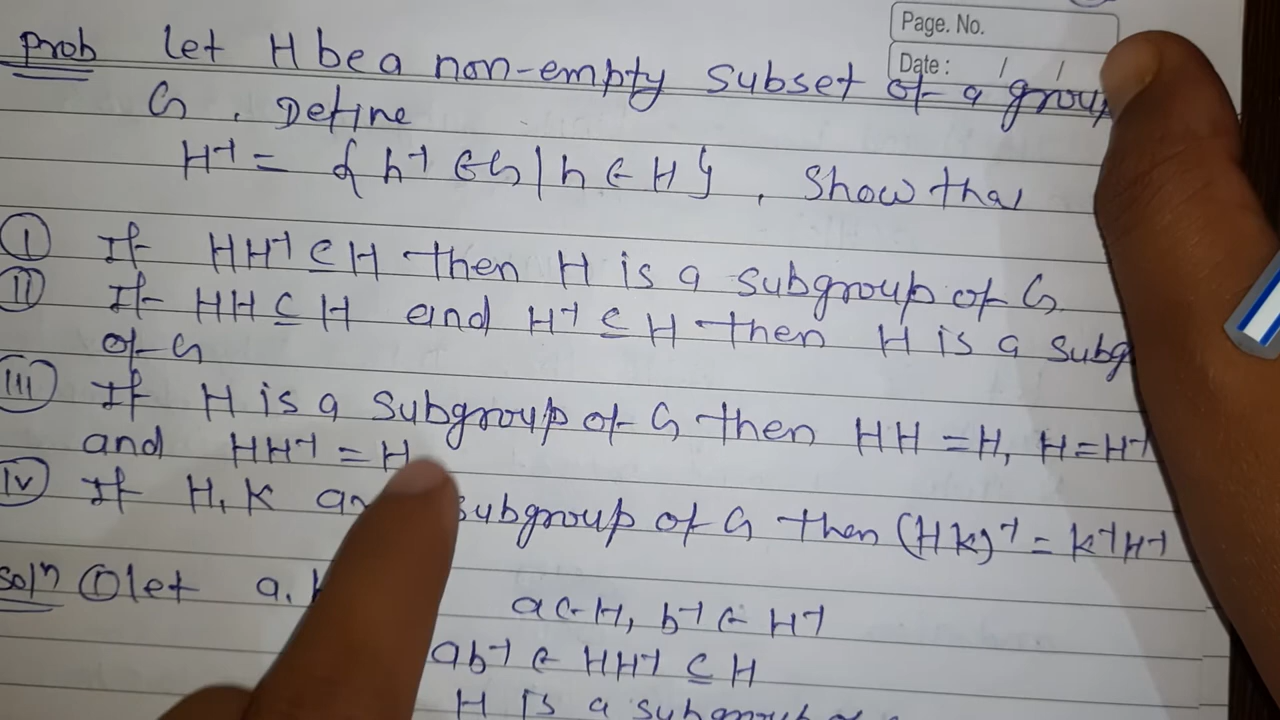 Page. No.
Date: / /
Prob Let H be a non-empty subset of a group
G, Define
H⁻¹ = { h⁻¹ ∈ G | h ∈ H }, Show that
(I) If HH⁻¹ ⊆ H then H is a subgroup of G
(II) If HH ⊆ H and H⁻¹ ⊆ H then H is a subg
of G
(III) If H is a subgroup of G then HH = H, H = H⁻¹
and HH⁻¹ = H
(IV) If H, K subgroup of G then (HK)⁻¹ = K⁻¹H⁻¹
Solⁿ (I) let a,
a ∈ H, b⁻¹ ∈ H⁻¹
ab⁻¹ ∈ HH⁻¹ ⊆ H
H is a